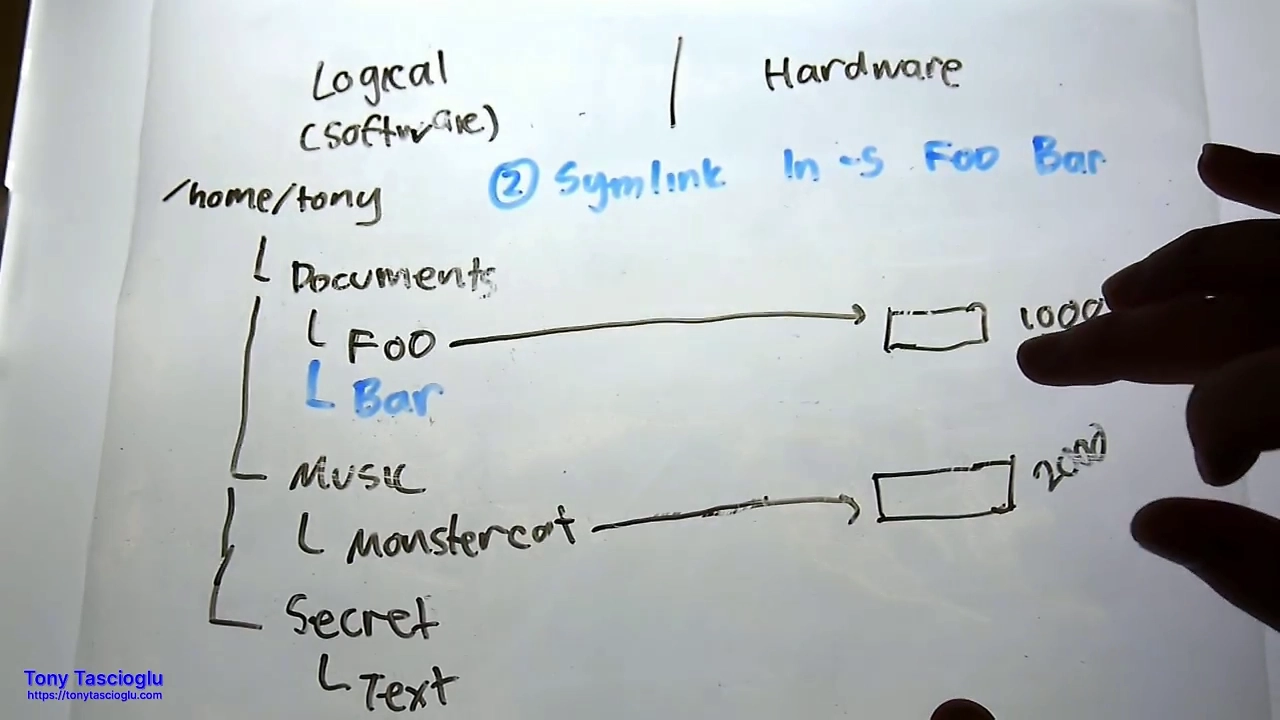 Logical | Hardware
(Software)
② Symlink ln -s Foo Bar
/home/tony
Documents
Foo 1000
Bar
Music
Monstercat 2000
Secret
Text
Tony Tascioglu
https://tonytascioglu.com